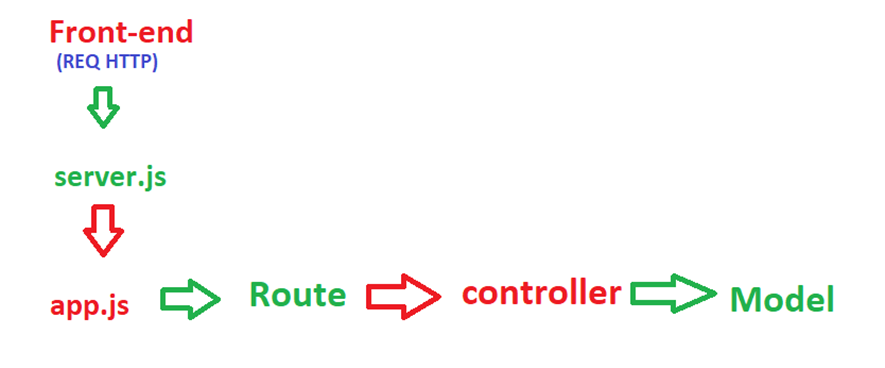 Front-end
(REQ HTTP)
server.js
app.js
Route
controller
Model